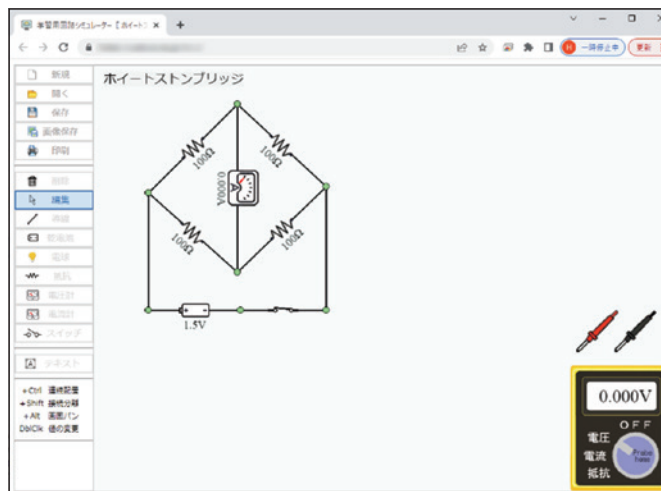 ホイートストンブリッジ
新規
開く
保存
画像保存
印刷
削除
編集
導線
電球
抵抗
電圧計
電流計
スイッチ
テキスト
+Ctrl 連続配置
+Shift 接続分離
+Alt 画面パン
DblClk 値の変更
100Ω
100Ω
0.000A
A
100Ω
100Ω
1.5V
0.000V
OFF
電圧
電流
抵抗
一時停止中
更新
H